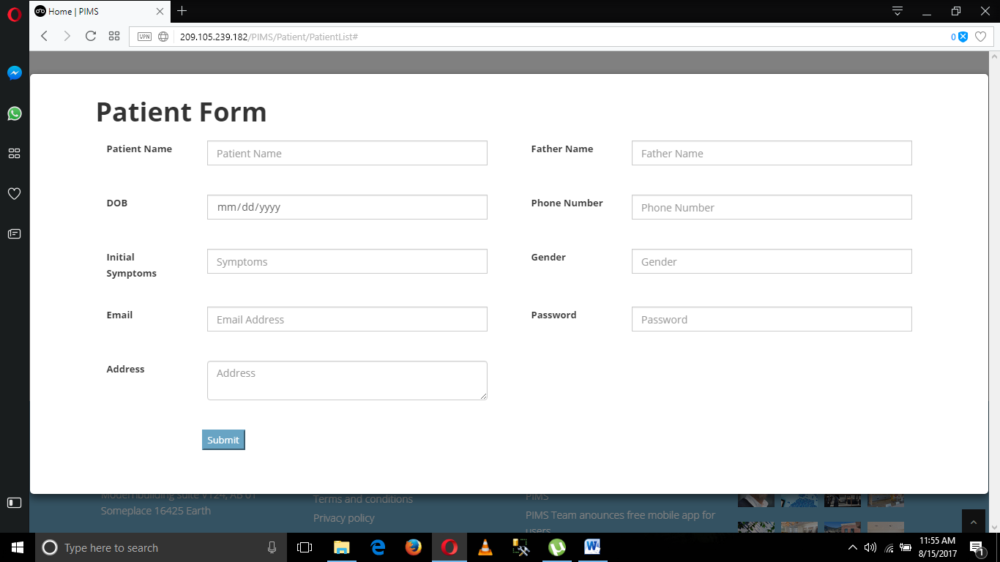 Home | PIMS
VPN
209.105.239.182/PIMS/Patient/PatientList#
0
Patient Form
Patient Name
Patient Name
Father Name
Father Name
DOB
mm/dd/yyyy
Phone Number
Phone Number
Initial
Symptoms
Symptoms
Gender
Gender
Email
Email Address
Password
Password
Address
Address
Submit
Modernbuilding suite V124, AB 01
Someplace 16425 Earth
Terms and conditions
Privacy policy
PIMS
PIMS Team anounces free mobile app for
users
Type here to search
11:55 AM
8/15/2017
1